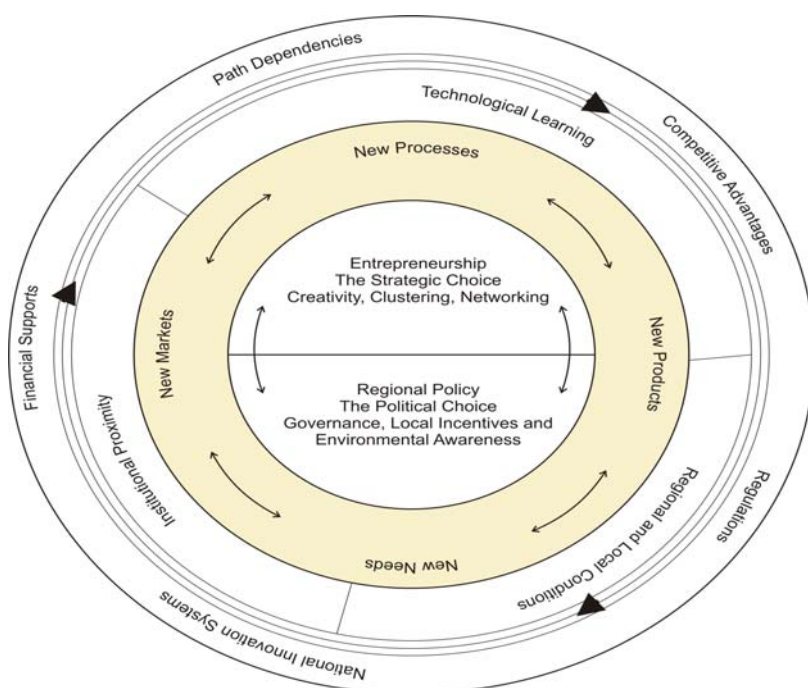 Path Dependencies
Competitive Advantages
Regulations
National Innovation Systems
Financial Supports
Technological Learning
Regional and Local Conditions
Institutional Proximity
New Processes
New Products
New Needs
New Markets
Entrepreneurship
The Strategic Choice
Creativity, Clustering, Networking
Regional Policy
The Political Choice
Governance, Local Incentives and
Environmental Awareness